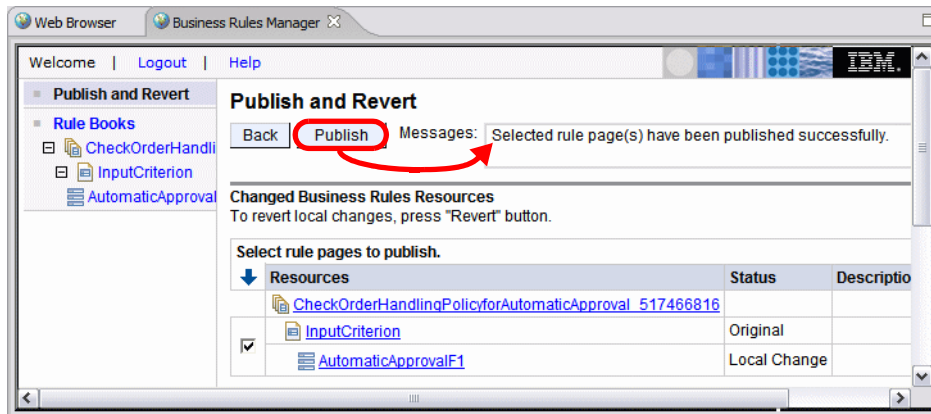 Web Browser Business Rules Manager
Welcome | Logout | Help IBM.
Publish and Revert
Rule Books
CheckOrderHandli
InputCriterion
AutomaticApproval
Publish and Revert
Back Publish Messages: Selected rule page(s) have been published successfully.
Changed Business Rules Resources
To revert local changes, press "Revert" button.
Select rule pages to publish.
Resources Status Descriptio
CheckOrderHandlingPolicyforAutomaticApproval_517466816
InputCriterion Original
AutomaticApprovalF1 Local Change